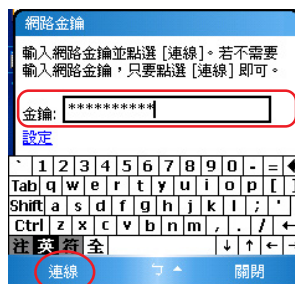 網路金鑰
輸入網路金鑰並點選 [連線]。若不需要
輸入網路金鑰，只要點選 [連線] 即可。
金鑰: **********
設定
` 1 2 3 4 5 6 7 8 9 0 - =
Tab q w e r t y u i o p [ ]
Shift a s d f g h j k l ; '
Ctrl z x c v b n m , . /
注 英 符 全 ↓ ↑ ← -
連線 ㄅ 關閉